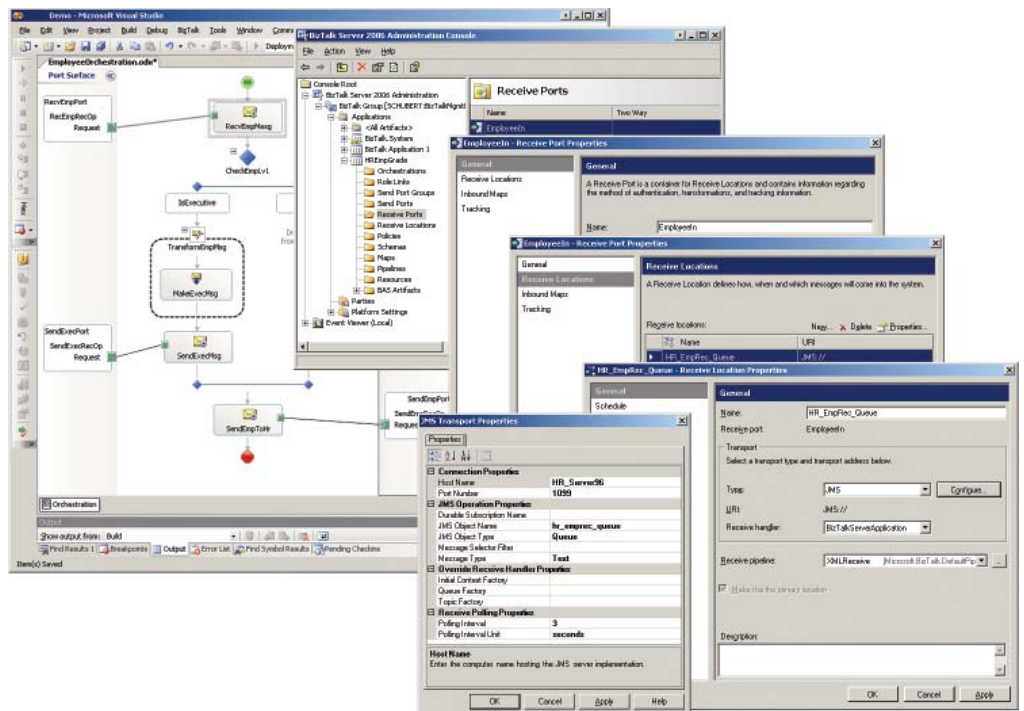 Demo - Microsoft Visual Studio
File Edit View Project Build Debug BizTalk Tools Window
EmployeeOrchestration.odx*
Port Surface
RecvEmpPort
RecEmpRecOp
Request
RecvEmpMesg
CheckEmpLvl
IsExecutive
TransformEmpMsg
MakeExecMsg
SendExecPort
SendExecRecOp
Request
SendExecMsg
SendEmpToHr
SendEmpPort
Orchestration
Output
Show output from: Build
Find Results 1 Breakpoints Output Error List Find Symbol Results Pending Checkins
Item(s) Saved
BizTalk Server 2006 Administration Console
File Action View Help
Console Root
BizTalk Server 2006 Administration
BizTalk Group [SCHUBERT:BizTalkMgmt
Applications
<All Artifacts>
BizTalk.System
BizTalk Application 1
HREmpGrade
Orchestrations
Role Links
Send Port Groups
Send Ports
Receive Ports
Receive Locations
Policies
Schemas
Maps
Pipelines
Resources
BAS Artifacts
Parties
Platform Settings
Event Viewer (Local)
Receive Ports
Name Two Way
EmployeeIn
EmployeeIn - Receive Port Properties
General
Receive Locations
Inbound Maps
Tracking
General
A Receive Port is a container for Receive Locations and contains information regarding
the method of authentication, transformations, and tracking information.
Name: EmployeeIn
EmployeeIn - Receive Port Properties
General
Receive Locations
Inbound Maps
Tracking
Receive Locations
A Receive Location defines how, when and which messages will come into the system.
Receive locations: New... Delete Properties...
Name URI
HR_EmpRec_Queue JMS://
HR_EmpRec_Queue - Receive Location Properties
General
Schedule
General
Name: HR_EmpRec_Queue
Receive port: EmployeeIn
Transport
Select a transport type and transport address below.
Type: JMS Configure...
URI: JMS://
Receive handler: BizTalkServerApplication
Receive pipeline: XMLReceive [Microsoft.BizTalk.DefaultPip ...
Make this the primary location
Description:
OK Cancel Apply
JMS Transport Properties
Properties
Connection Properties
Host Name HR_Server96
Port Number 1099
JMS Operation Properties
Durable Subscription Name
JMS Object Name hr_emprec_queue
JMS Object Type Queue
Message Selector Filter
Message Type Text
Override Receive Handler Properties
Initial Context Factory
Queue Factory
Topic Factory
Receive Polling Properties
Polling Interval 3
Polling Interval Unit seconds
Host Name
Enter the computer name hosting the JMS server implementation.
OK Cancel Apply Help